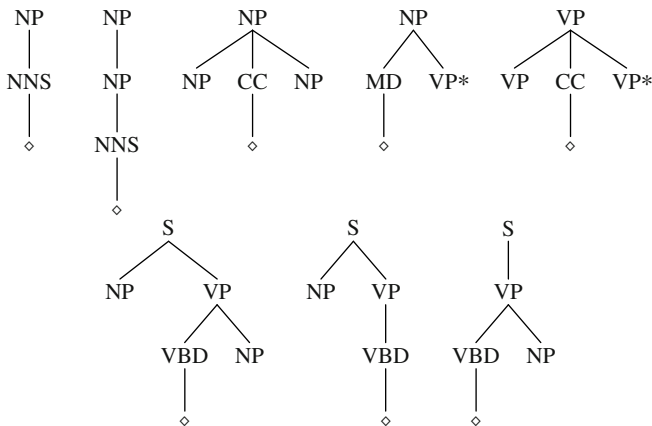 NP NP NP NP VP
NNS NP NP CC NP MD VP* VP CC VP*
◇ NNS ◇ ◇ ◇
◇
S S S
NP VP NP VP VP
VBD NP VBD VBD NP
◇ ◇ ◇